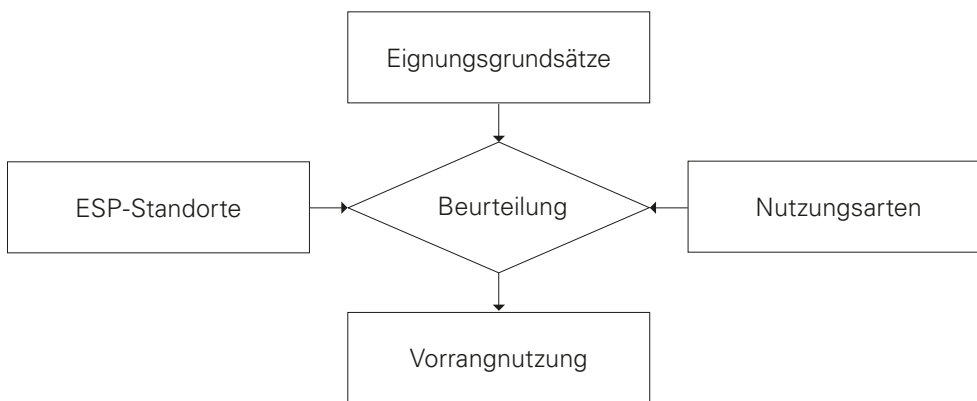 Eignungsgrundsätze
ESP-Standorte
Beurteilung
Nutzungsarten
Vorrangnutzung